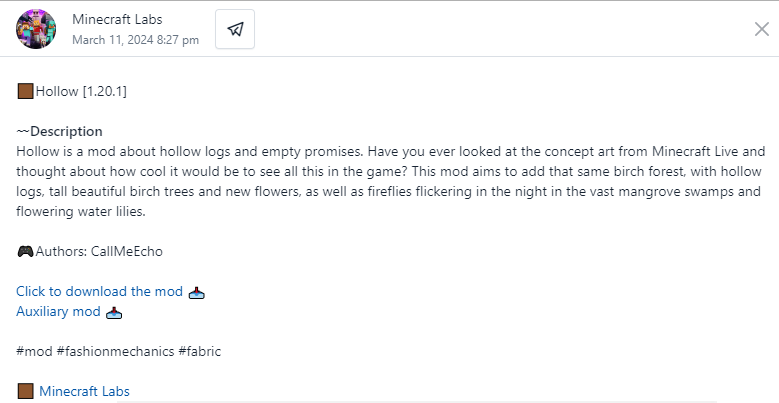 Minecraft Labs
March 11, 2024 8:27 pm
Hollow [1.20.1]
~~Description
Hollow is a mod about hollow logs and empty promises. Have you ever looked at the concept art from Minecraft Live and
thought about how cool it would be to see all this in the game? This mod aims to add that same birch forest, with hollow
logs, tall beautiful birch trees and new flowers, as well as fireflies flickering in the night in the vast mangrove swamps and
flowering water lilies.
Authors: CallMeEcho
Click to download the mod
Auxiliary mod
#mod #fashionmechanics #fabric
Minecraft Labs